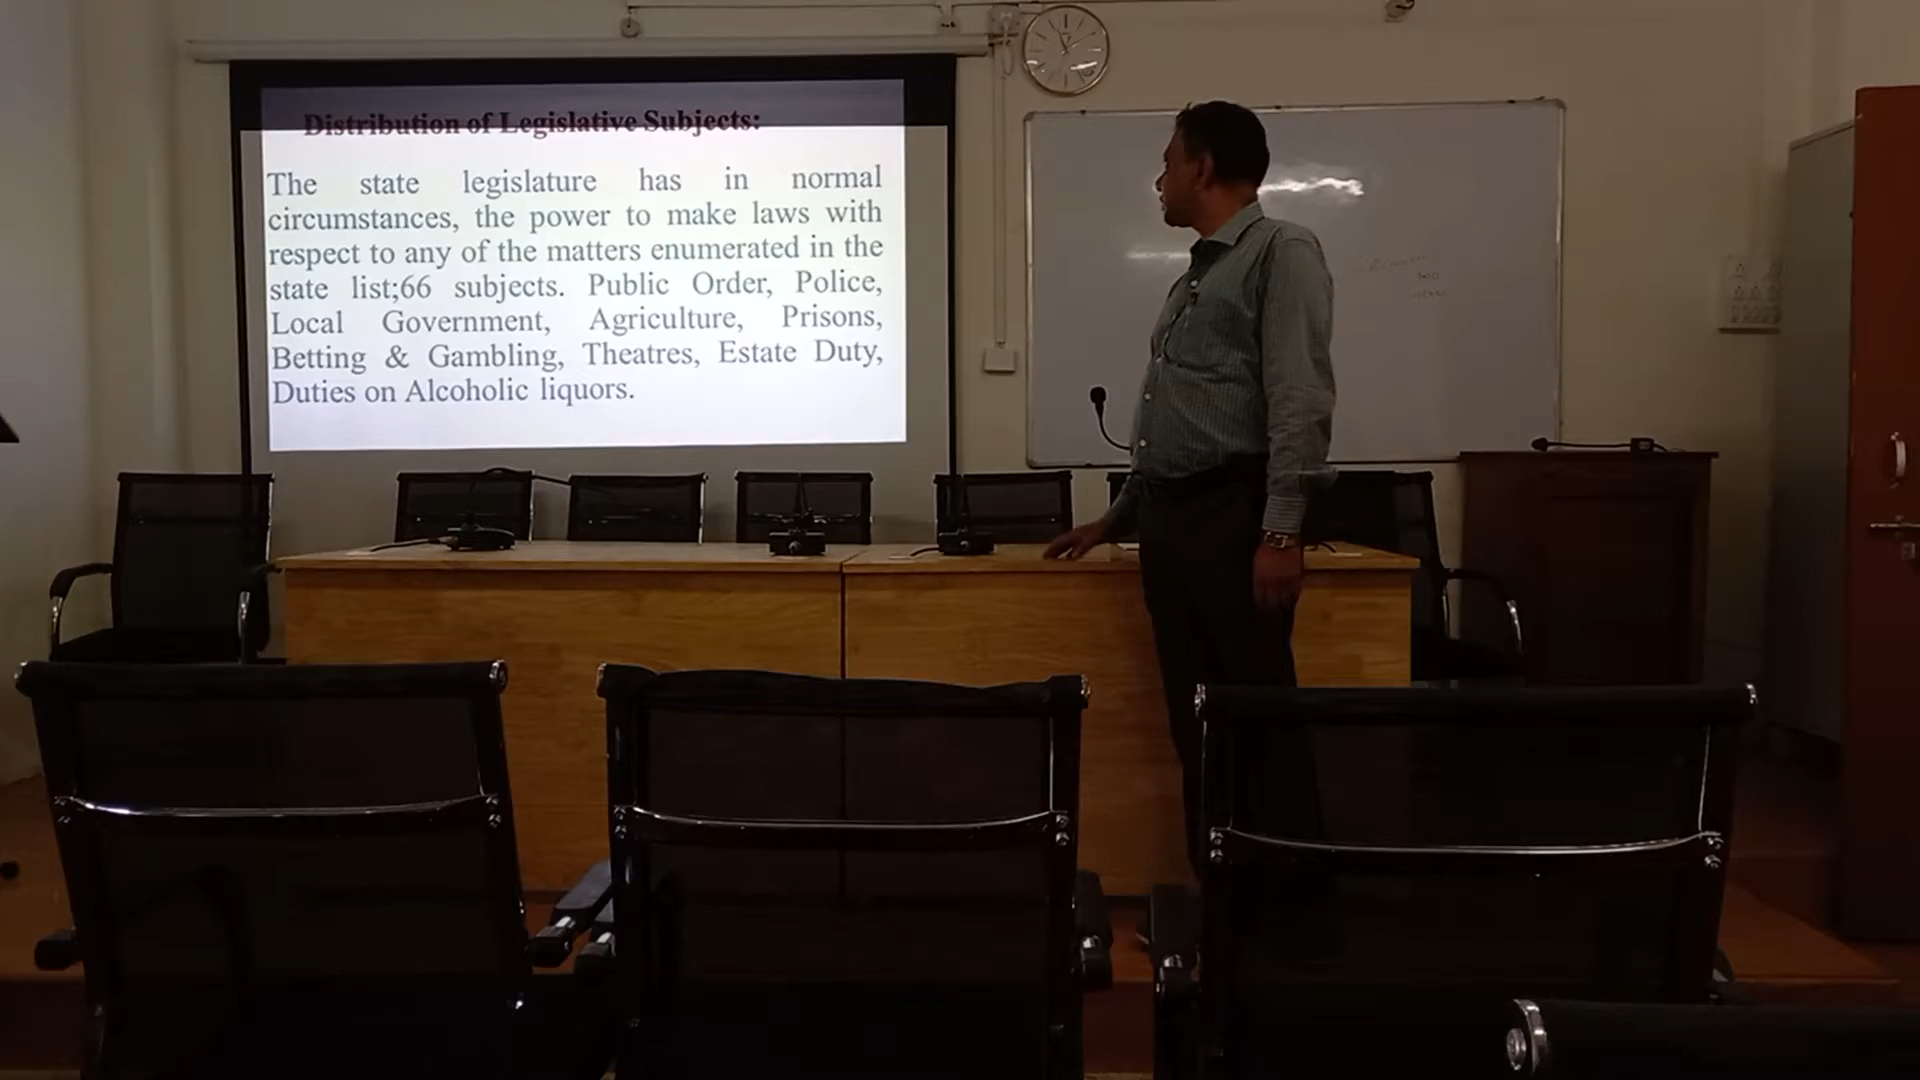 Distribution of Legislative Subjects:
The state legislature has in normal
circumstances, the power to make laws with
respect to any of the matters enumerated in the
state list;66 subjects. Public Order, Police,
Local Government, Agriculture, Prisons,
Betting & Gambling, Theatres, Estate Duty,
Duties on Alcoholic liquors.